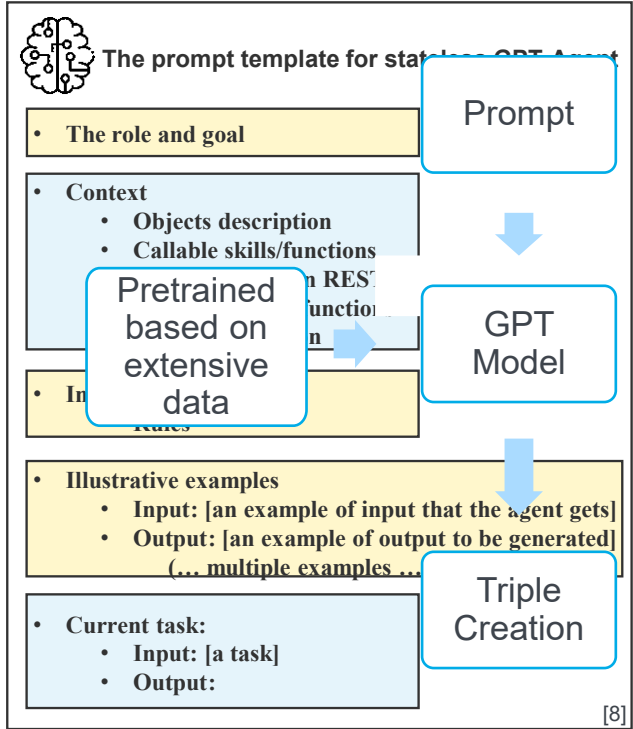 The prompt template for stateless GPT Agent
Prompt
• The role and goal
• Context
• Objects description
• Callable skills/functions
n REST
function
n
Pretrained
based on
extensive
data
GPT
Model
• In
Rules
• Illustrative examples
• Input: [an example of input that the agent gets]
• Output: [an example of output to be generated]
(… multiple examples …
Triple
Creation
• Current task:
• Input: [a task]
• Output:
[8]